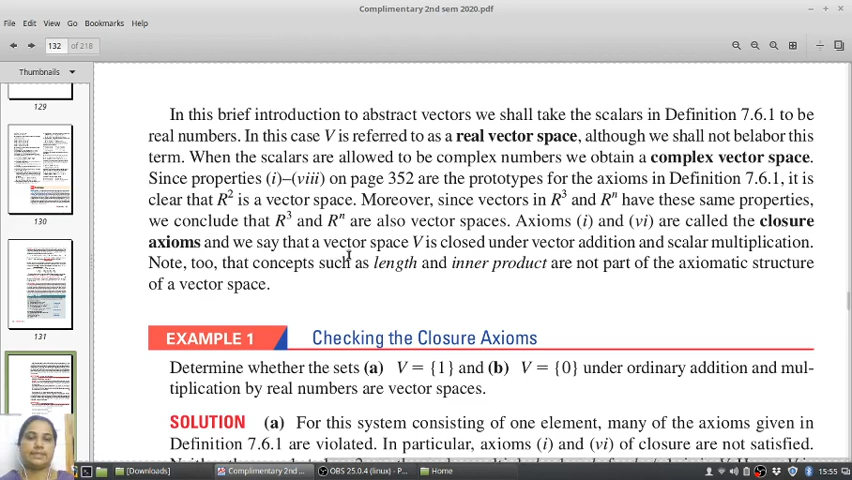 Complimentary 2nd sem 2020.pdf
File Edit View Go Bookmarks Help
132 of 218
Thumbnails
129
130
131
In this brief introduction to abstract vectors we shall take the scalars in Definition 7.6.1 to be
real numbers. In this case V is referred to as a real vector space, although we shall not belabor this
term. When the scalars are allowed to be complex numbers we obtain a complex vector space.
Since properties (i)–(viii) on page 352 are the prototypes for the axioms in Definition 7.6.1, it is
clear that R² is a vector space. Moreover, since vectors in R³ and Rⁿ have these same properties,
we conclude that R³ and Rⁿ are also vector spaces. Axioms (i) and (vi) are called the closure
axioms and we say that a vector space V is closed under vector addition and scalar multiplication.
Note, too, that concepts such as length and inner product are not part of the axiomatic structure
of a vector space.
EXAMPLE 1 Checking the Closure Axioms
Determine whether the sets (a) V = {1} and (b) V = {0} under ordinary addition and mul-
tiplication by real numbers are vector spaces.
SOLUTION (a) For this system consisting of one element, many of the axioms given in
Definition 7.6.1 are violated. In particular, axioms (i) and (vi) of closure are not satisfied.
[Downloads] Complimentary 2nd ... OBS 25.0.4 (linux) - P... Home 15:55